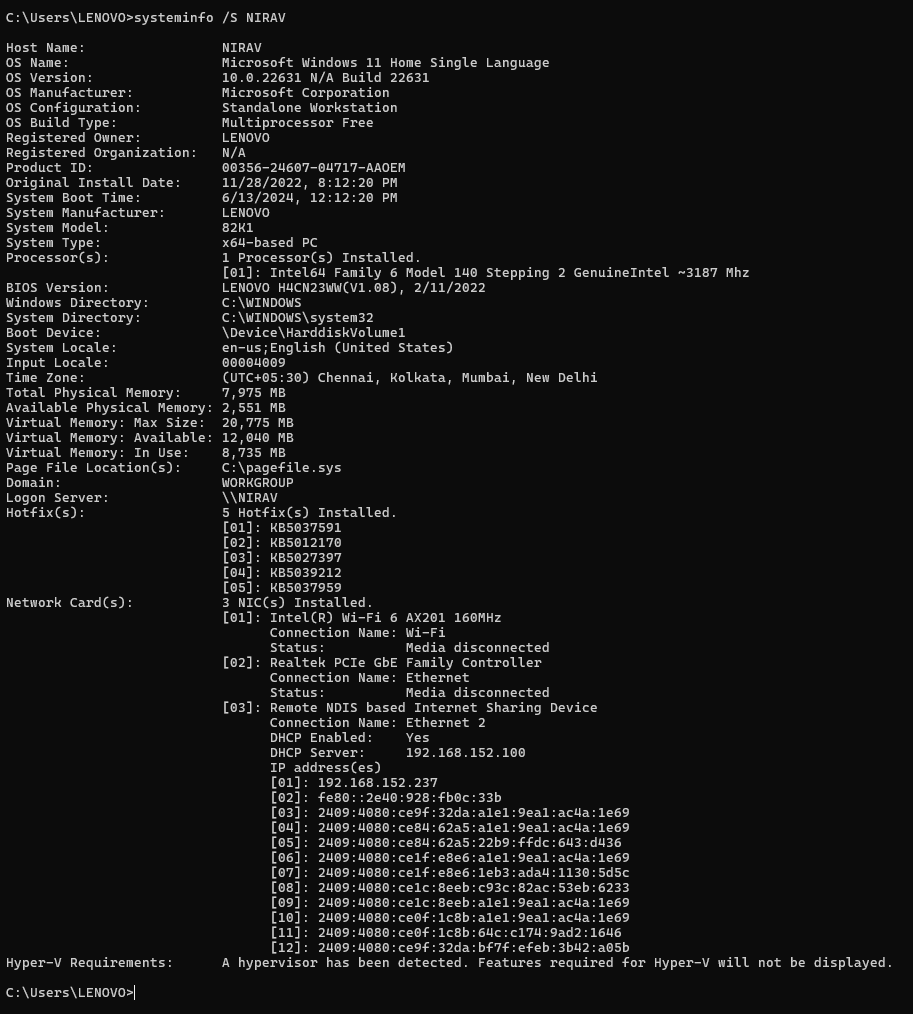 C:\Users\LENOVO>systeminfo /S NIRAV
Host Name: NIRAV
OS Name: Microsoft Windows 11 Home Single Language
OS Version: 10.0.22631 N/A Build 22631
OS Manufacturer: Microsoft Corporation
OS Configuration: Standalone Workstation
OS Build Type: Multiprocessor Free
Registered Owner: LENOVO
Registered Organization: N/A
Product ID: 00356-24607-04717-AAOEM
Original Install Date: 11/28/2022, 8:12:20 PM
System Boot Time: 6/13/2024, 12:12:20 PM
System Manufacturer: LENOVO
System Model: 82K1
System Type: x64-based PC
Processor(s): 1 Processor(s) Installed.
[01]: Intel64 Family 6 Model 140 Stepping 2 GenuineIntel ~3187 Mhz
BIOS Version: LENOVO H4CN23WW(V1.08), 2/11/2022
Windows Directory: C:\WINDOWS
System Directory: C:\WINDOWS\system32
Boot Device: \Device\HarddiskVolume1
System Locale: en-us;English (United States)
Input Locale: 00004009
Time Zone: (UTC+05:30) Chennai, Kolkata, Mumbai, New Delhi
Total Physical Memory: 7,975 MB
Available Physical Memory: 2,551 MB
Virtual Memory: Max Size: 20,775 MB
Virtual Memory: Available: 12,040 MB
Virtual Memory: In Use: 8,735 MB
Page File Location(s): C:\pagefile.sys
Domain: WORKGROUP
Logon Server: \\NIRAV
Hotfix(s): 5 Hotfix(s) Installed.
[01]: KB5037591
[02]: KB5012170
[03]: KB5027397
[04]: KB5039212
[05]: KB5037959
Network Card(s): 3 NIC(s) Installed.
[01]: Intel(R) Wi-Fi 6 AX201 160MHz
Connection Name: Wi-Fi
Status: Media disconnected
[02]: Realtek PCIe GbE Family Controller
Connection Name: Ethernet
Status: Media disconnected
[03]: Remote NDIS based Internet Sharing Device
Connection Name: Ethernet 2
DHCP Enabled: Yes
DHCP Server: 192.168.152.100
IP address(es)
[01]: 192.168.152.237
[02]: fe80::2e40:928:fb0c:33b
[03]: 2409:4080:ce9f:32da:a1e1:9ea1:ac4a:1e69
[04]: 2409:4080:ce84:62a5:a1e1:9ea1:ac4a:1e69
[05]: 2409:4080:ce84:62a5:22b9:ffdc:643:d436
[06]: 2409:4080:ce1f:e8e6:a1e1:9ea1:ac4a:1e69
[07]: 2409:4080:ce1f:e8e6:1eb3:ada4:1130:5d5c
[08]: 2409:4080:ce1c:8eeb:c93c:82ac:53eb:6233
[09]: 2409:4080:ce1c:8eeb:a1e1:9ea1:ac4a:1e69
[10]: 2409:4080:ce0f:1c8b:a1e1:9ea1:ac4a:1e69
[11]: 2409:4080:ce0f:1c8b:64c:c174:9ad2:1646
[12]: 2409:4080:ce9f:32da:bf7f:efeb:3b42:a05b
Hyper-V Requirements: A hypervisor has been detected. Features required for Hyper-V will not be displayed.
C:\Users\LENOVO>